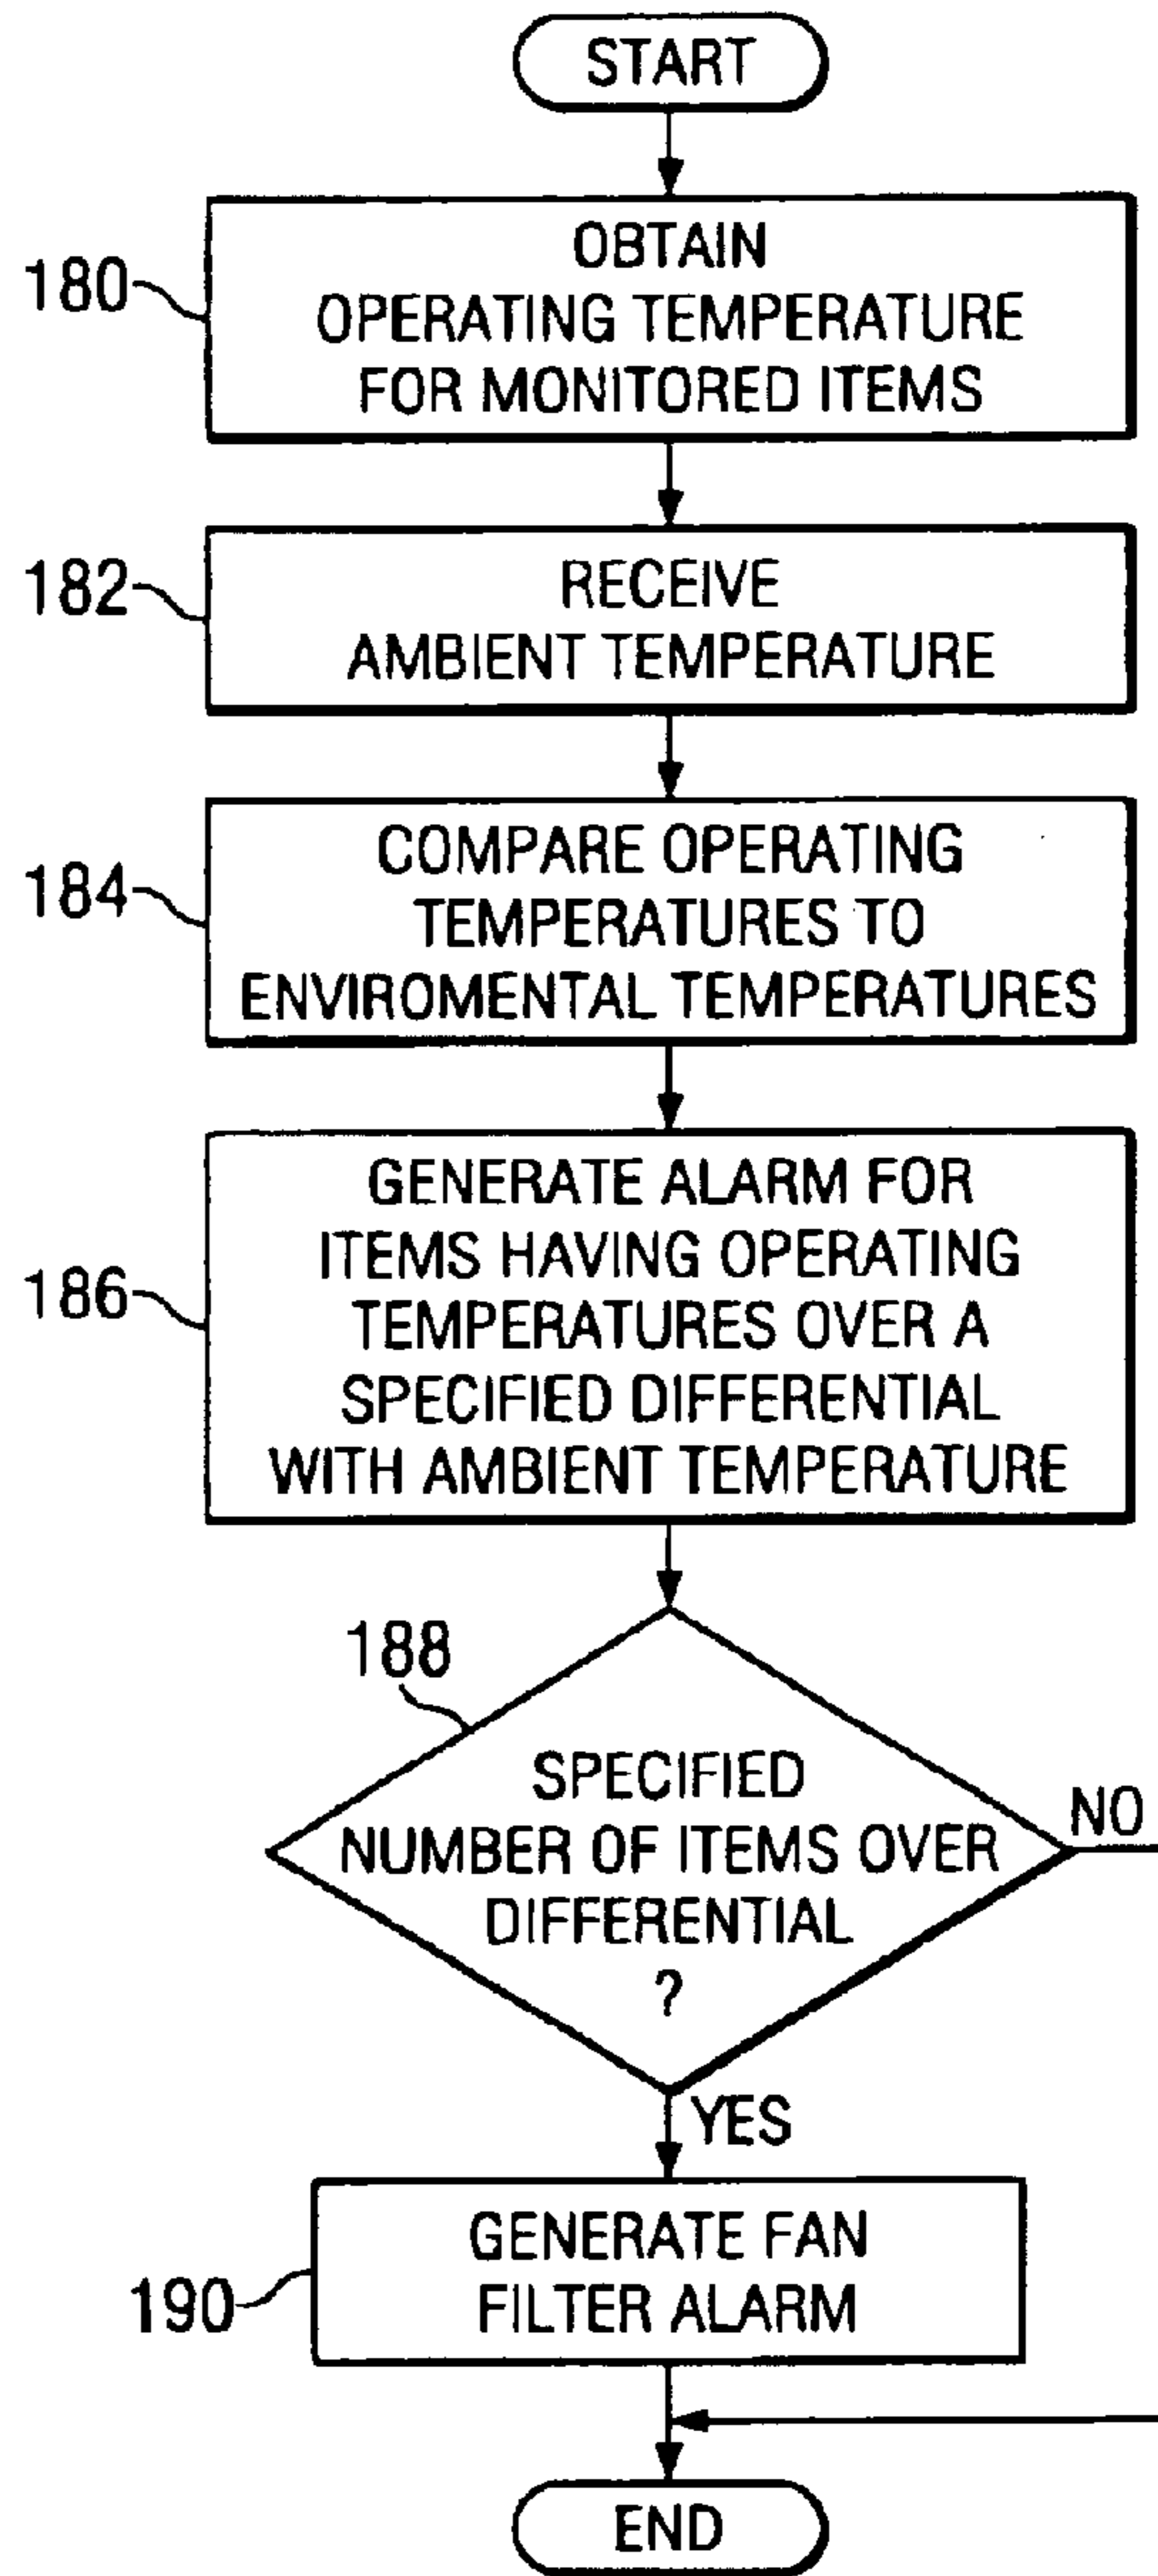 START
180
OBTAIN
OPERATING TEMPERATURE
FOR MONITORED ITEMS
182
RECEIVE
AMBIENT TEMPERATURE
184
COMPARE OPERATING
TEMPERATURES TO
ENVIROMENTAL TEMPERATURES
186
GENERATE ALARM FOR
ITEMS HAVING OPERATING
TEMPERATURES OVER A
SPECIFIED DIFFERENTIAL
WITH AMBIENT TEMPERATURE
188
SPECIFIED
NUMBER OF ITEMS OVER
DIFFERENTIAL
?
NO
YES
190
GENERATE FAN
FILTER ALARM
END